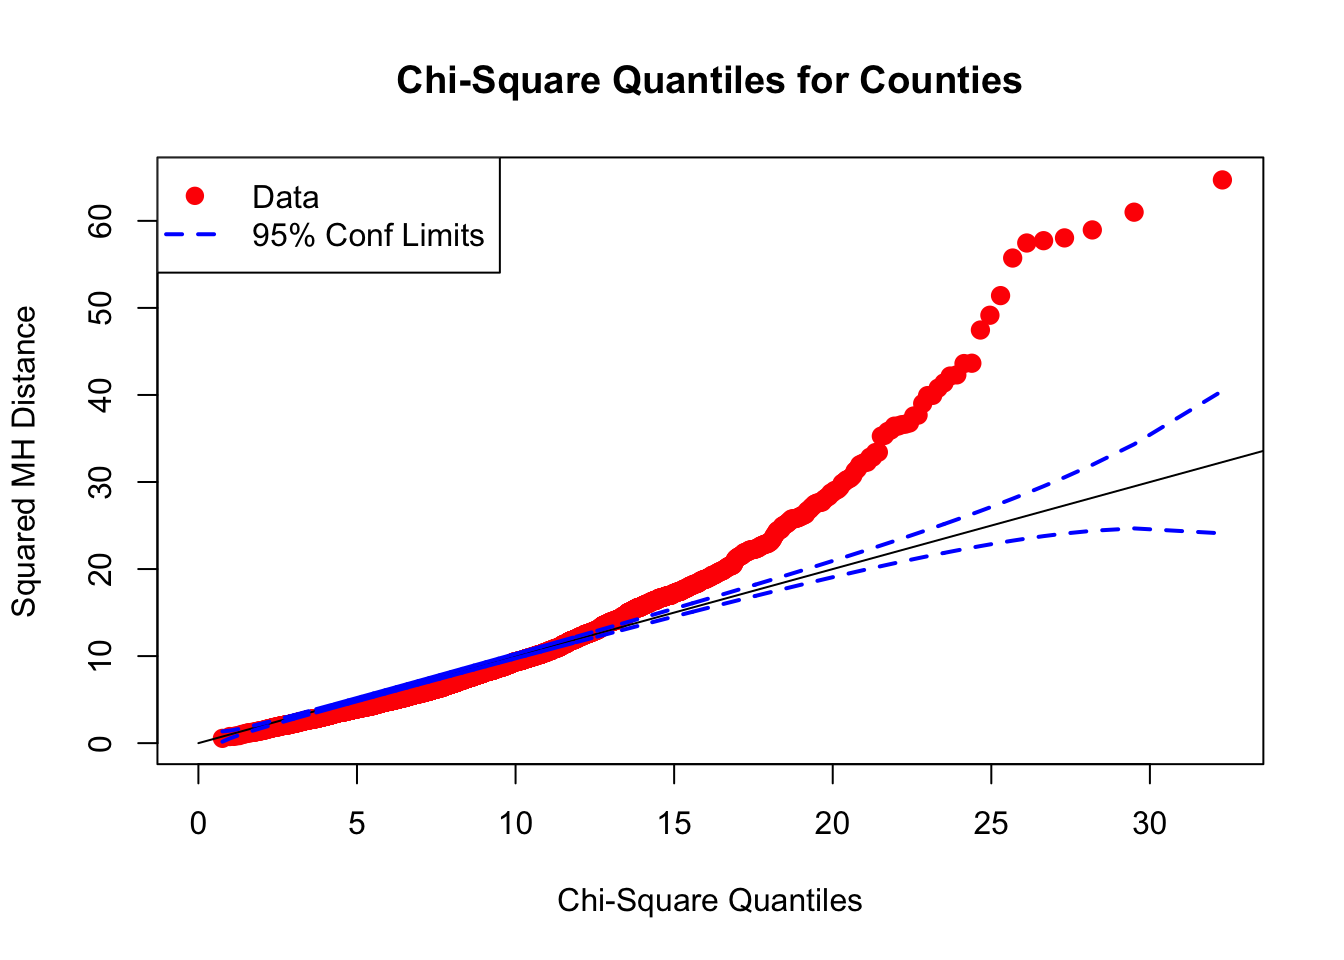 Chi-Square Quantiles for Counties
Data
95% Conf Limits
Squared MH Distance
60
50
40
30
20
10
0
0 5 10 15 20 25 30
Chi-Square Quantiles